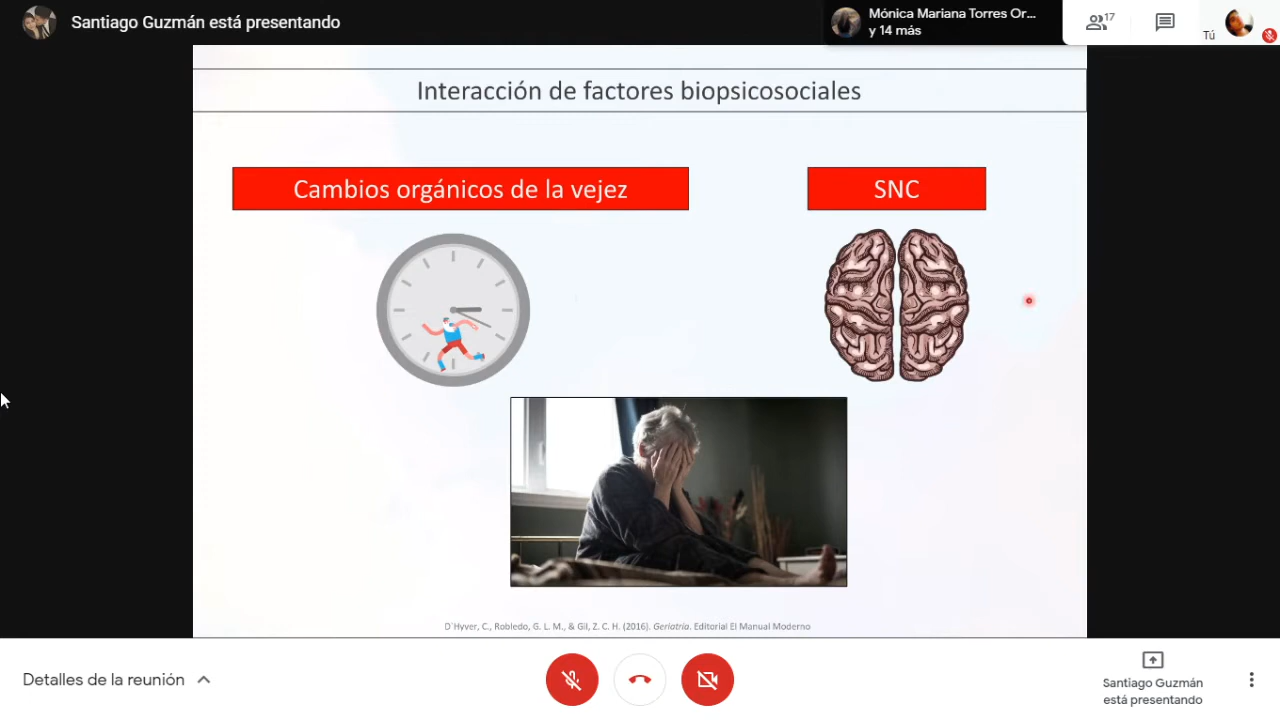 Santiago Guzmán está presentando
Mónica Mariana Torres Or...
y 14 más
17
Tú
Interacción de factores biopsicosociales
Cambios orgánicos de la vejez
SNC
D´Hyver, C., Robledo, G. L. M., & Gil, Z. C. H. (2016). Geriatría. Editorial El Manual Moderno
Detalles de la reunión
Santiago Guzmán
está presentando